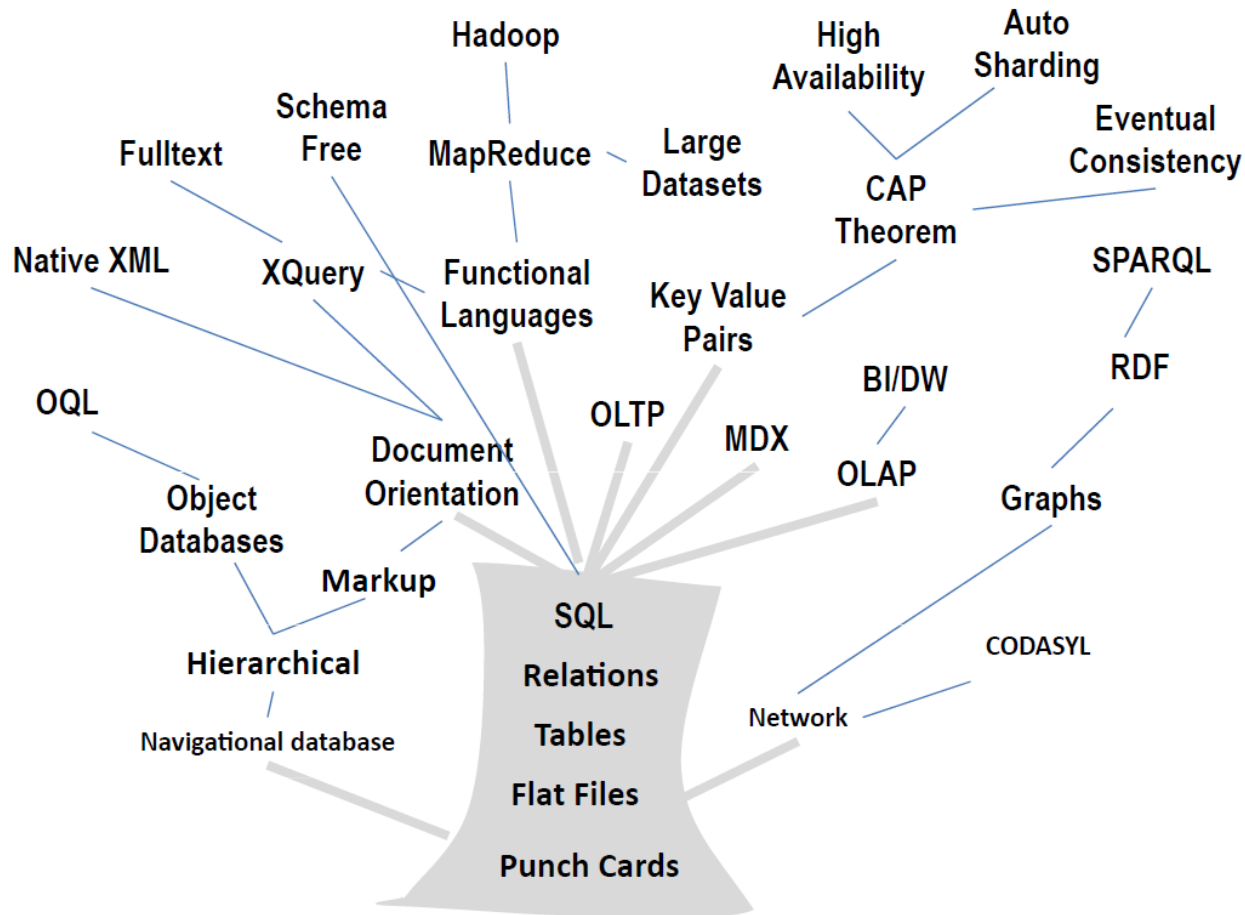 Hadoop
High
Availability
Auto
Sharding
Schema
Free
Fulltext
MapReduce
Large
Datasets
Eventual
Consistency
CAP
Theorem
Native XML
XQuery
Functional
Languages
Key Value
Pairs
SPARQL
OQL
OLTP
BI/DW
RDF
MDX
Document
Orientation
OLAP
Object
Databases
Graphs
Markup
SQL
Hierarchical
Relations
CODASYL
Navigational database
Tables
Network
Flat Files
Punch Cards